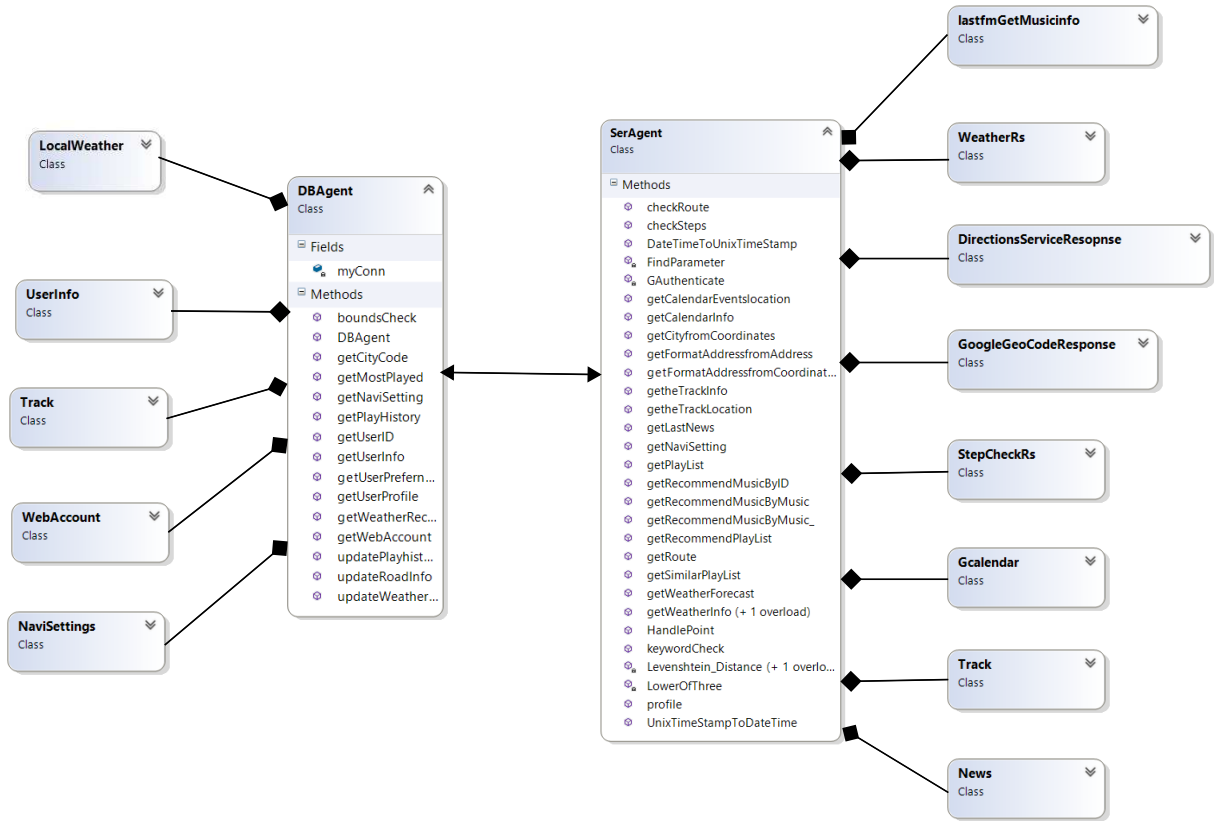 LocalWeather
Class
UserInfo
Class
Track
Class
WebAccount
Class
NaviSettings
Class
DBAgent
Class
Fields
myConn
Methods
boundsCheck
DBAgent
getCityCode
getMostPlayed
getNaviSetting
getPlayHistory
getUserID
getUserInfo
getUserPrefern...
getUserProfile
getWeatherRec...
getWebAccount
updatePlayhist...
updateRoadInfo
updateWeather...
SerAgent
Class
Methods
checkRoute
checkSteps
DateTimeToUnixTimeStamp
FindParameter
GAuthenticate
getCalendarEventslocation
getCalendarInfo
getCityfromCoordinates
getFormatAddressfromAddress
getFormatAddressfromCoordinat...
getheTrackInfo
getheTrackLocation
getLastNews
getNaviSetting
getPlayList
getRecommendMusicByID
getRecommendMusicByMusic
getRecommendMusicByMusic_
getRecommendPlayList
getRoute
getSimilarPlayList
getWeatherForecast
getWeatherInfo (+ 1 overload)
HandlePoint
keywordCheck
Levenshtein_Distance (+ 1 overlo...
LowerOfThree
profile
UnixTimeStampToDateTime
lastfmGetMusicinfo
Class
WeatherRs
Class
DirectionsServiceResopnse
Class
GoogleGeoCodeResponse
Class
StepCheckRs
Class
Gcalendar
Class
Track
Class
News
Class